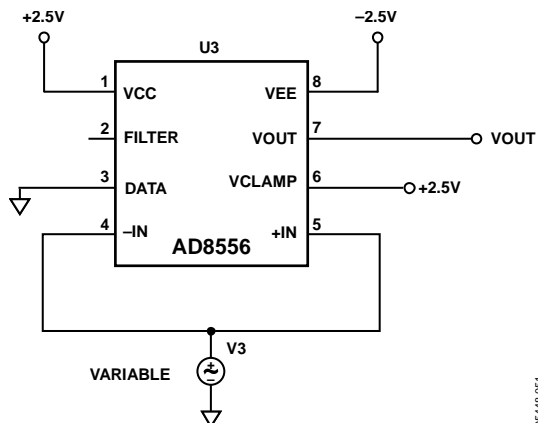 +2.5V
–2.5V
U3
1
VCC
VEE
8
2
FILTER
VOUT
7
VOUT
3
DATA
VCLAMP
6
+2.5V
4
–IN
+IN
5
AD8556
V3
VARIABLE
+
–